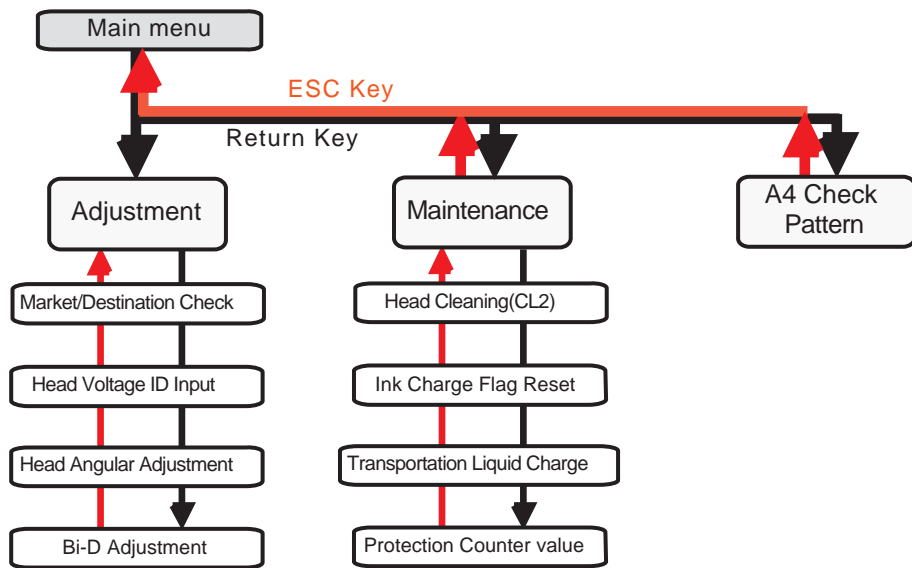 Main menu
ESC Key
Return Key
Adjustment
Maintenance
A4 Check
Pattern
Market/Destination Check
Head Cleaning(CL2)
Head Voltage ID Input
Ink Charge Flag Reset
Head Angular Adjustment
Transportation Liquid Charge
Bi-D Adjustment
Protection Counter value